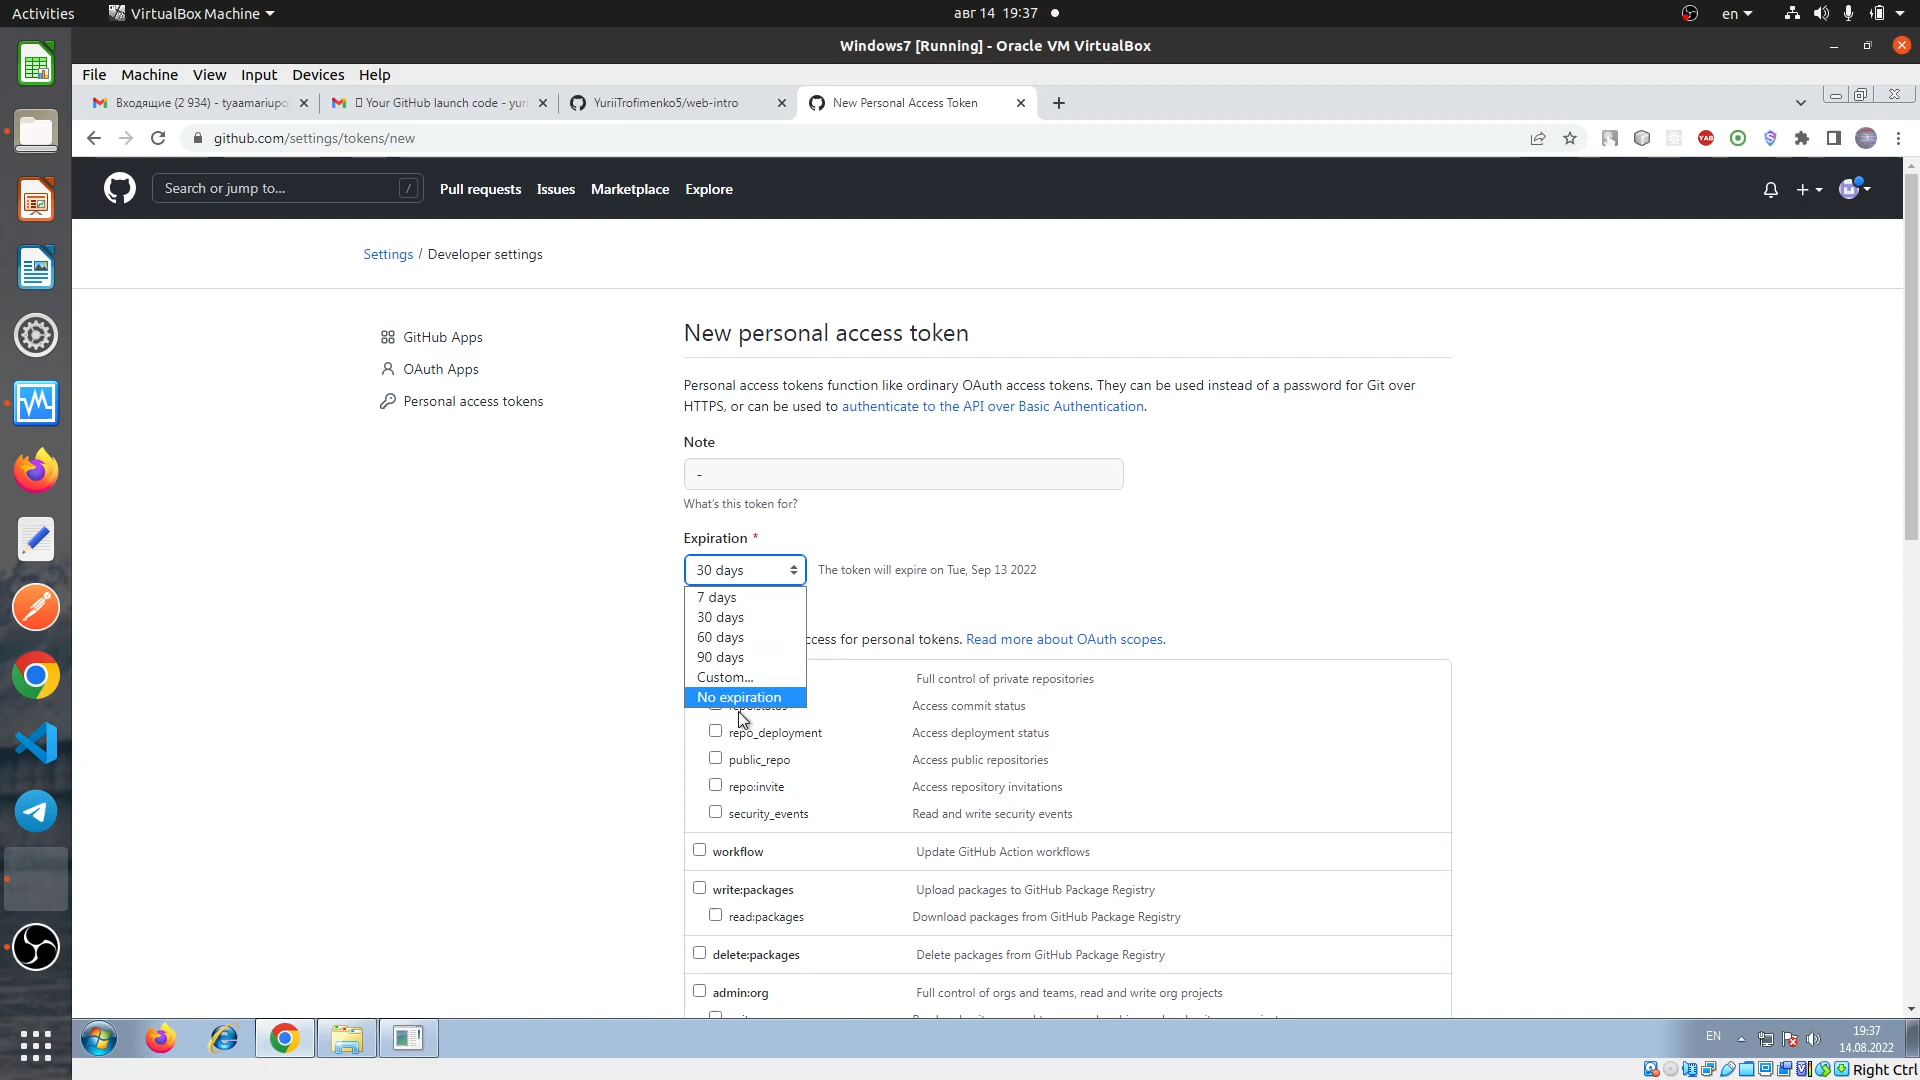 Activities
VirtualBox Machine
авг 14 19:37
en
Windows7 [Running] - Oracle VM VirtualBox
File Machine View Input Devices Help
Входящие (2 934) - tyaamariupo
Your GitHub launch code - yuri
YuriiTrofimenko5/web-intro
New Personal Access Token
github.com/settings/tokens/new
YAB
Search or jump to...
/
Pull requests
Issues
Marketplace
Explore
Settings / Developer settings
GitHub Apps
OAuth Apps
Personal access tokens
New personal access token
Personal access tokens function like ordinary OAuth access tokens. They can be used instead of a password for Git over
HTTPS, or can be used to authenticate to the API over Basic Authentication.
Note
-
What's this token for?
Expiration *
30 days
The token will expire on Tue, Sep 13 2022
7 days
30 days
60 days
90 days
Custom...
No expiration
ccess for personal tokens. Read more about OAuth scopes.
Full control of private repositories
Access commit status
repo_deployment Access deployment status
public_repo Access public repositories
repo:invite Access repository invitations
security_events Read and write security events
workflow Update GitHub Action workflows
write:packages Upload packages to GitHub Package Registry
read:packages Download packages from GitHub Package Registry
delete:packages Delete packages from GitHub Package Registry
admin:org Full control of orgs and teams, read and write org projects
EN
19:37
14.08.2022
Right Ctrl